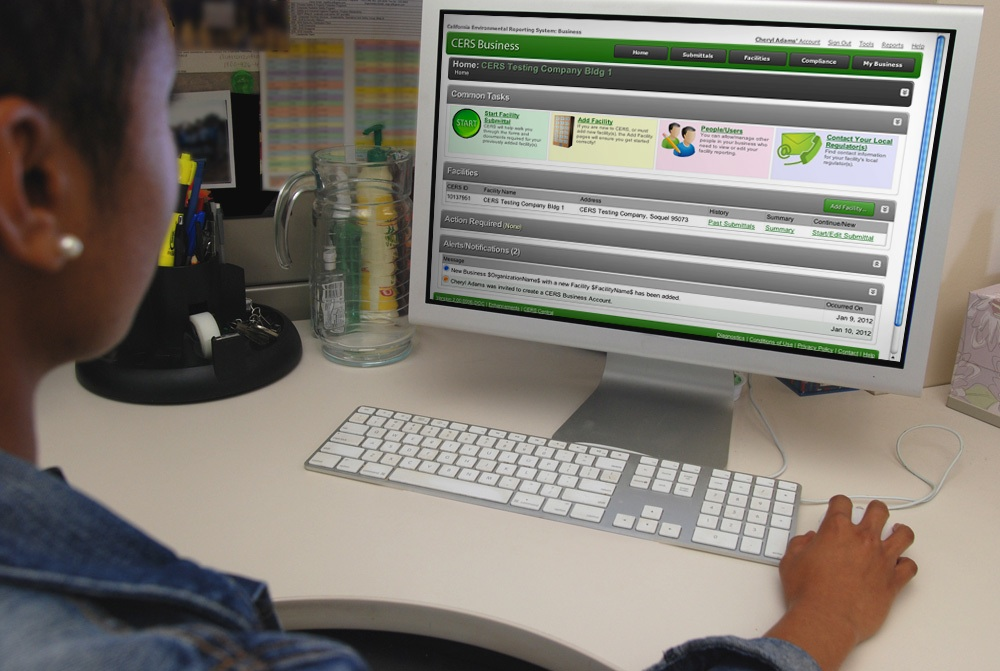 California Environmental Reporting System: Business
Cheryl Adams' Account Sign Out Tools Reports Help
CERS Business
Home Submittals Facilities Compliance My Business
Home: CERS Testing Company Bldg 1
Home
Common Tasks
START
Start Facility
Submittal
CERS will help walk you
through the forms and
documents required for your
previously added facility(s).
Add Facility
If you are new to CERS, or must
add new facility(s), the Add Facility
pages will ensure you get started
correctly!
People/Users
You can allow/manage other
people in your business who
need to view or edit your
facility reporting.
Contact Your Local
Regulator(s)
Find contact information
for your facility's local
regulator(s).
Facilities
Add Facility...
CERS ID Facility Name Address History Summary Continue/New
10137951 CERS Testing Company Bldg 1 CERS Testing Company, Soquel 95073 Past Submittals Summary Start/Edit Submittal
Action Required (None)
Alerts/Notifications (2)
Message Occurred On
New Business $OrganizationName$ with a new Facility $FacilityName$ has been added. Jan 9, 2012
Cheryl Adams was invited to create a CERS Business Account. Jan 10, 2012
Enhancements | CERS Central
Diagnostics | Conditions of Use | Privacy Policy | Contact | Help